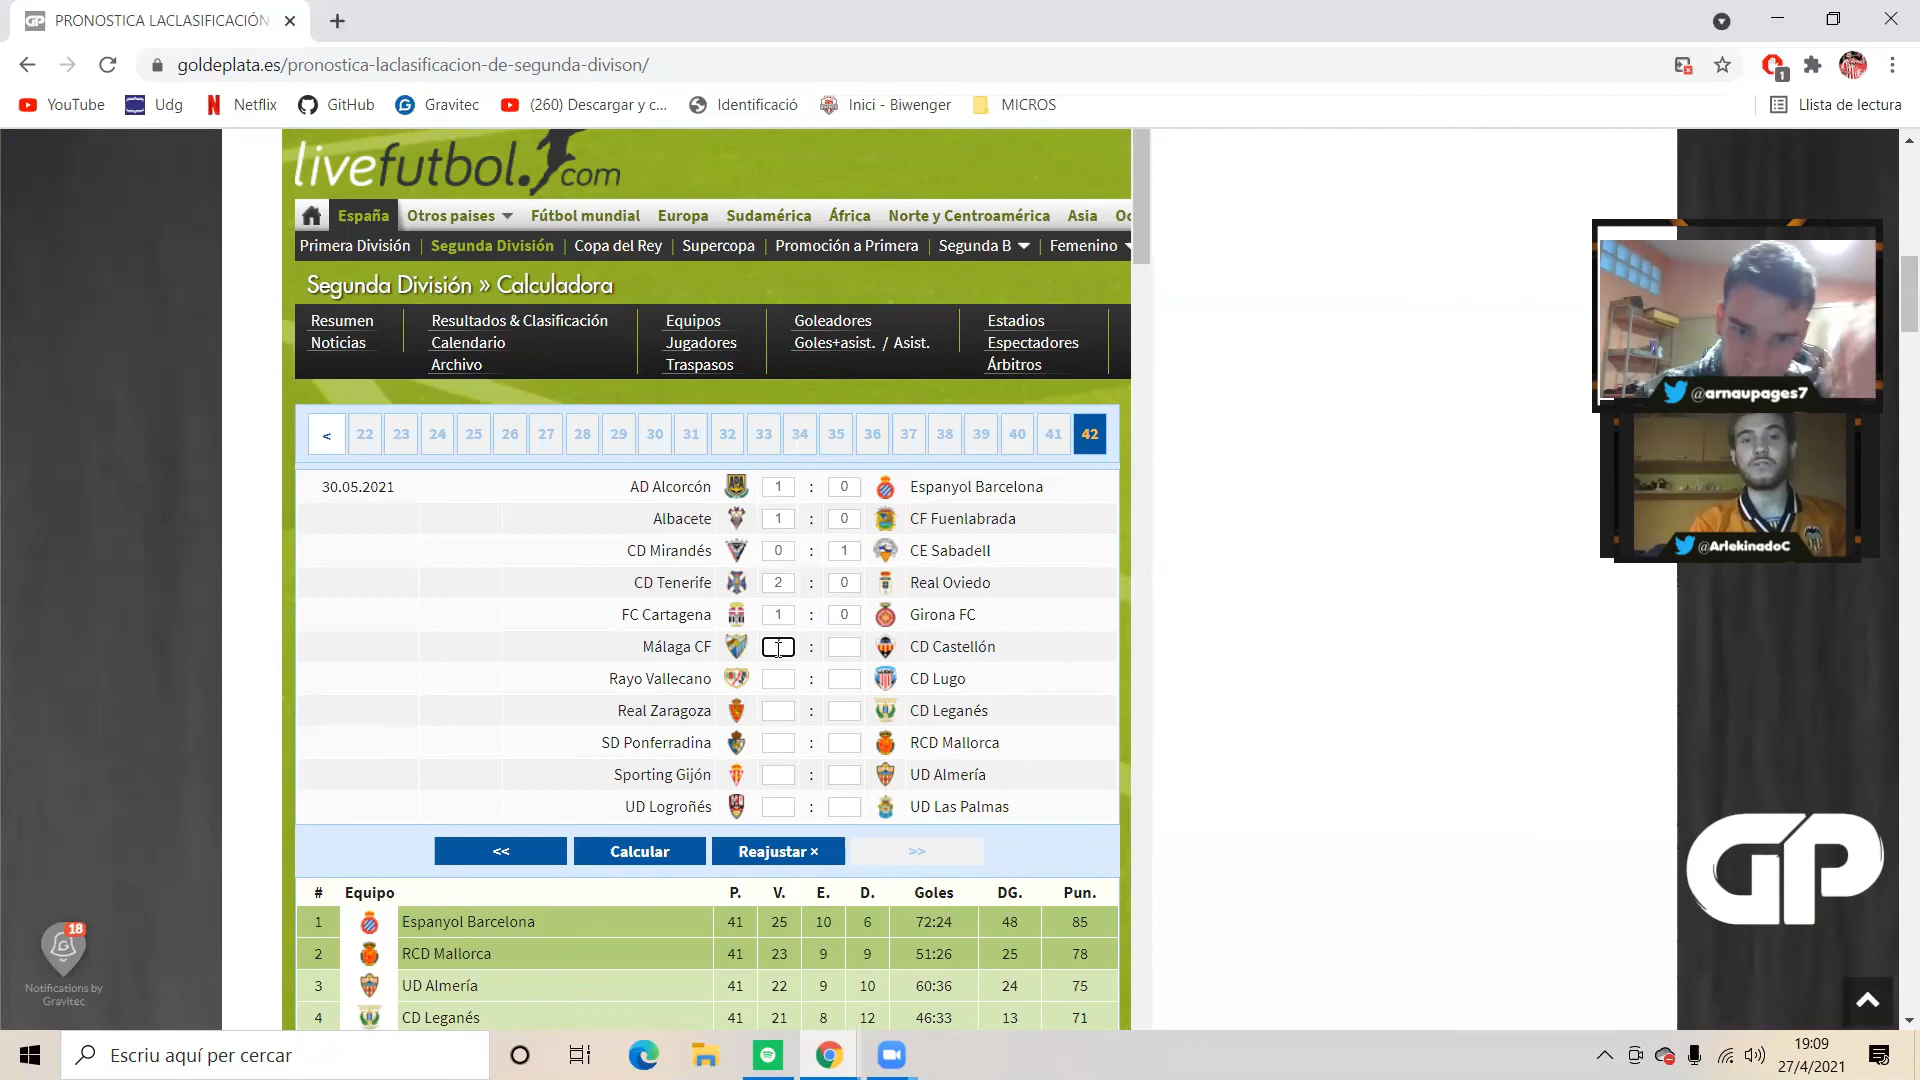 PRONOSTICA LACLASIFICACIÓN
goldeplata.es/pronostica-laclasificacion-de-segunda-divison/
1
YouTube Udg Netflix GitHub Gravitec (260) Descargar y c... Identificació Inici - Biwenger MICROS Llista de lectura
livefutbol.com
España Otros paises Fútbol mundial Europa Sudamérica África Norte y Centroamérica Asia Oc
Primera División Segunda División Copa del Rey Supercopa Promoción a Primera Segunda B Femenino
Segunda División » Calculadora
Resumen Resultados & Clasificación Equipos Goleadores Estadios
Noticias Calendario Jugadores Goles+asist. / Asist. Espectadores
Archivo Traspasos Árbitros
< 22 23 24 25 26 27 28 29 30 31 32 33 34 35 36 37 38 39 40 41 42
30.05.2021 AD Alcorcón 1 : 0 Espanyol Barcelona
Albacete 1 : 0 CF Fuenlabrada
CD Mirandés 0 : 1 CE Sabadell
CD Tenerife 2 : 0 Real Oviedo
FC Cartagena 1 : 0 Girona FC
Málaga CF : CD Castellón
Rayo Vallecano : CD Lugo
Real Zaragoza : CD Leganés
SD Ponferradina : RCD Mallorca
Sporting Gijón : UD Almería
UD Logroñés : UD Las Palmas
<< Calcular Reajustar × >>
# Equipo P. V. E. D. Goles DG. Pun.
1 Espanyol Barcelona 41 25 10 6 72:24 48 85
2 RCD Mallorca 41 23 9 9 51:26 25 78
3 UD Almería 41 22 9 10 60:36 24 75
4 CD Leganés 41 21 8 12 46:33 13 71
@arnaupages7
@ArlekinadoC
GP
18
Notifications by
Gravitec
Escriu aquí per cercar
19:09
27/4/2021